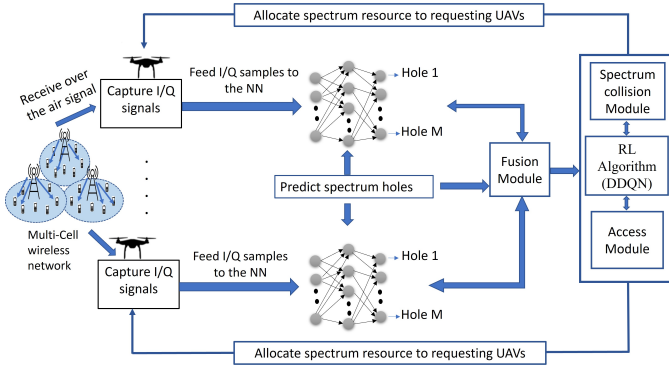 Allocate spectrum resource to requesting UAVs
Receive over
the air signal
Capture I/Q
signals
Feed I/Q samples to
the NN
Hole 1
Hole M
Spectrum
collision
Module
RL
Algorithm
(DDQN)
Access
Module
Fusion
Module
Predict spectrum holes
Multi-Cell
wireless
network
Capture I/Q
signals
Feed I/Q samples
to the NN
Hole 1
Hole M
Allocate spectrum resource to requesting UAVs